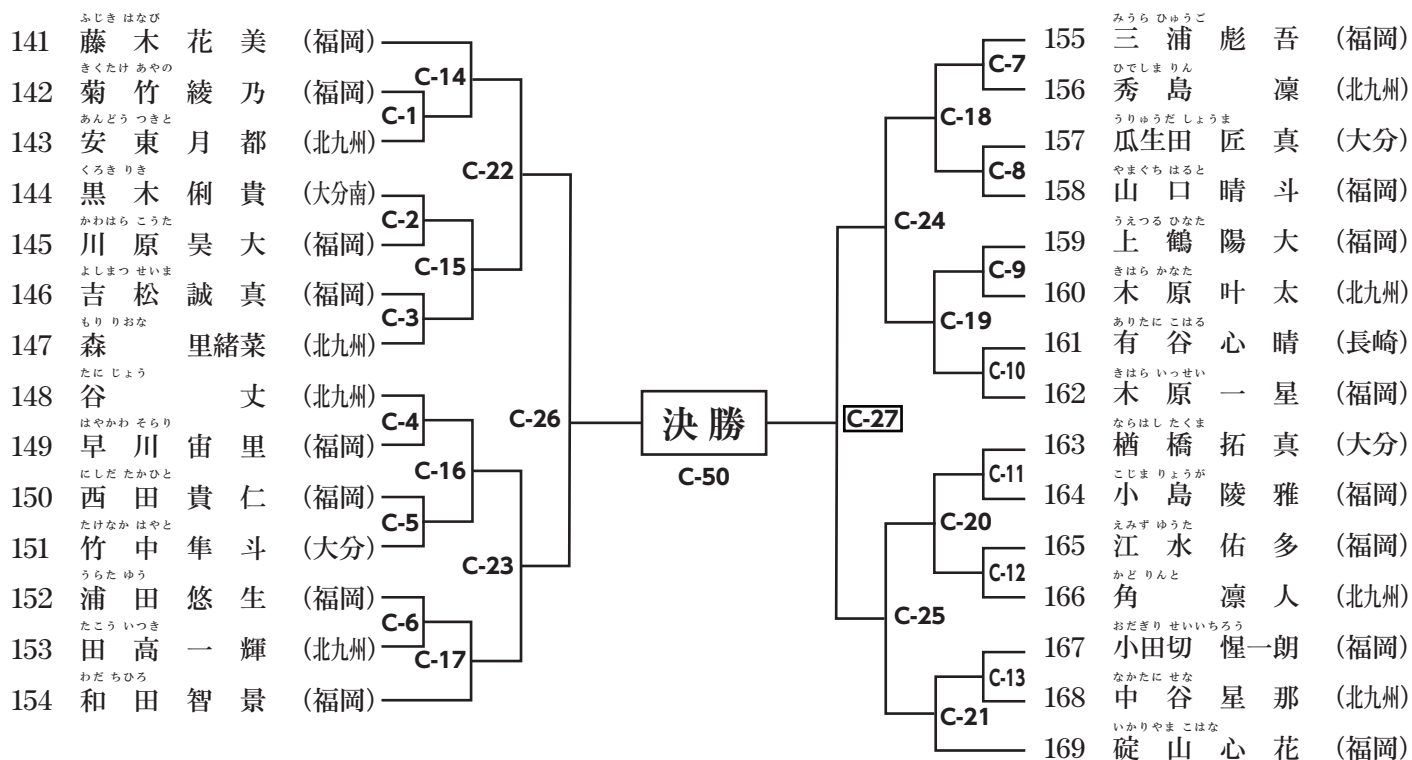 ふじき はなび
141 藤木花美 (福岡)
きくたけ あやの
142 菊竹綾乃 (福岡)
あんどう つきと
143 安東月都 (北九州)
くろき りき
144 黒木俐貴 (大分南)
かわはら こうた
145 川原昊大 (福岡)
よしまつ せいま
146 吉松誠真 (福岡)
もり りおな
147 森 里緒菜 (北九州)
たに じょう
148 谷 丈 (北九州)
はやかわ そらり
149 早川宙里 (福岡)
にしだ たかひと
150 西田貴仁 (福岡)
たけなか はやと
151 竹中隼斗 (大分)
うらた ゆう
152 浦田悠生 (福岡)
たこう いつき
153 田高一輝 (北九州)
わだ ちひろ
154 和田智景 (福岡)
C-14
C-1
C-22
C-2
C-15
C-3
C-26
C-4
C-16
C-5
C-23
C-6
C-17
決勝
C-50
C-7
C-18
C-8
C-24
C-9
C-19
C-10
C-27
C-11
C-20
C-12
C-25
C-13
C-21
みうら ひゅうご
155 三浦彪吾 (福岡)
ひでしま りん
156 秀島 凜 (北九州)
うりゅうだ しょうま
157 瓜生田匠真 (大分)
やまぐち はると
158 山口晴斗 (福岡)
うえつる ひなた
159 上鶴陽大 (福岡)
きはら かなた
160 木原叶太 (北九州)
ありたに こはる
161 有谷心晴 (長崎)
きはら いっせい
162 木原一星 (福岡)
ならはし たくま
163 楢橋拓真 (大分)
こじま りょうが
164 小島陵雅 (福岡)
えみず ゆうた
165 江水佑多 (福岡)
かど りんと
166 角 凛人 (北九州)
おだぎり せいいちろう
167 小田切惺一朗 (福岡)
なかたに せな
168 中谷星那 (北九州)
いかりやま こはな
169 碇山心花 (福岡)